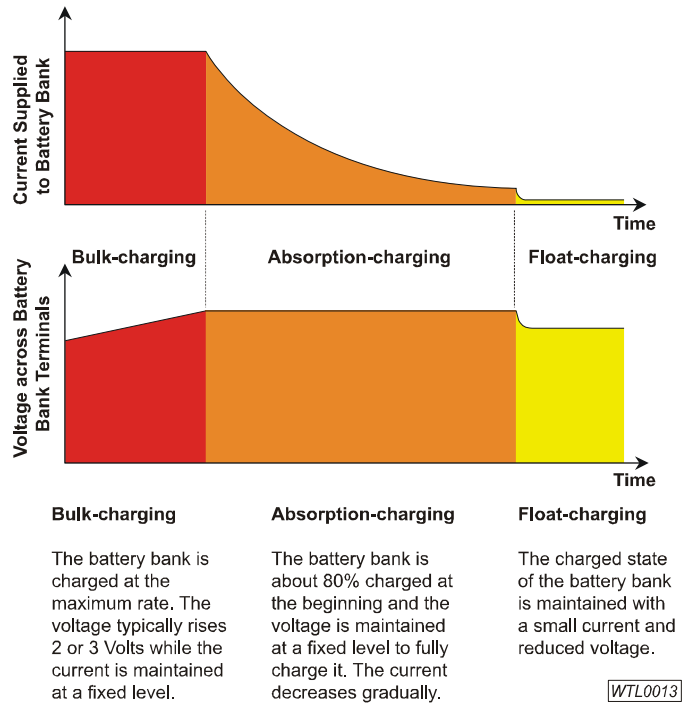 Current Supplied
to Battery Bank
Time
Bulk-charging
Absorption-charging
Float-charging
Voltage across Battery
Bank Terminals
Time
Bulk-charging
The battery bank is
charged at the
maximum rate. The
voltage typically rises
2 or 3 Volts while the
current is maintained
at a fixed level.
Absorption-charging
The battery bank is
about 80% charged at
the beginning and the
voltage is maintained
at a fixed level to fully
charge it. The current
decreases gradually.
Float-charging
The charged state
of the battery bank
is maintained with
a small current and
reduced voltage.
WTL0013